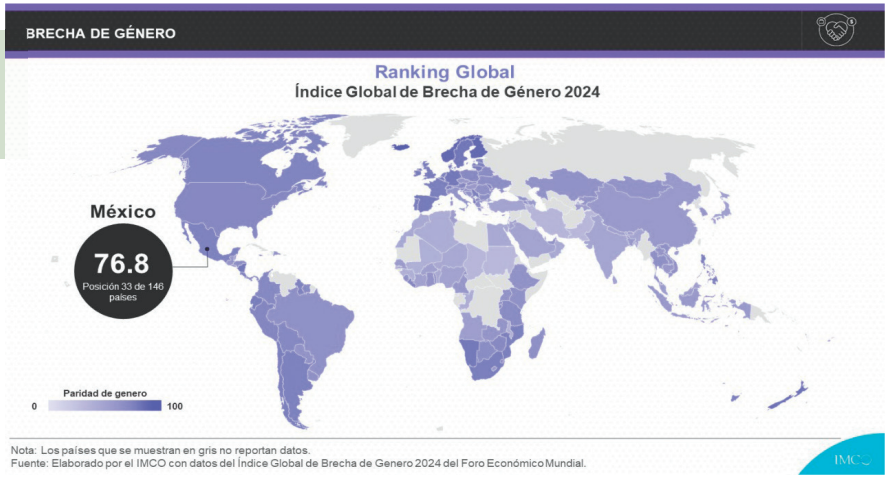 BRECHA DE GÉNERO
Ranking Global
Índice Global de Brecha de Género 2024
México
76.8
Posición 33 de 146
países
Paridad de genero
0
100
Nota: Los países que se muestran en gris no reportan datos.
Fuente: Elaborado por el IMCO con datos del Índice Global de Brecha de Genero 2024 del Foro Económico Mundial.
IMCO